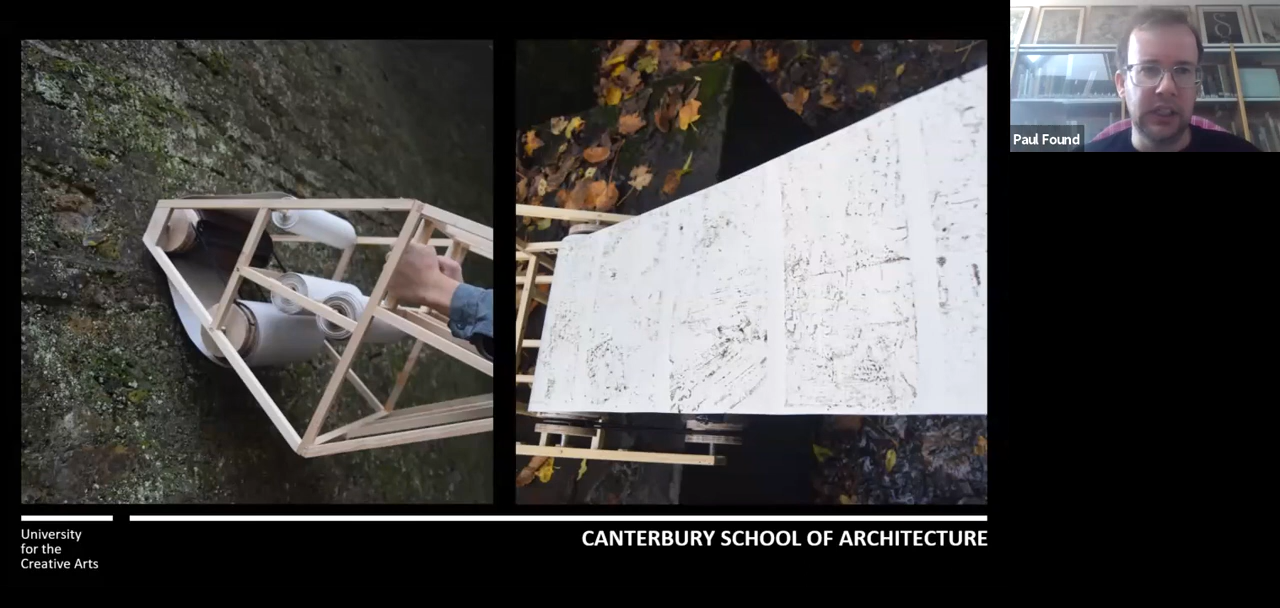 Paul Found
University
for the
Creative Arts
CANTERBURY SCHOOL OF ARCHITECTURE